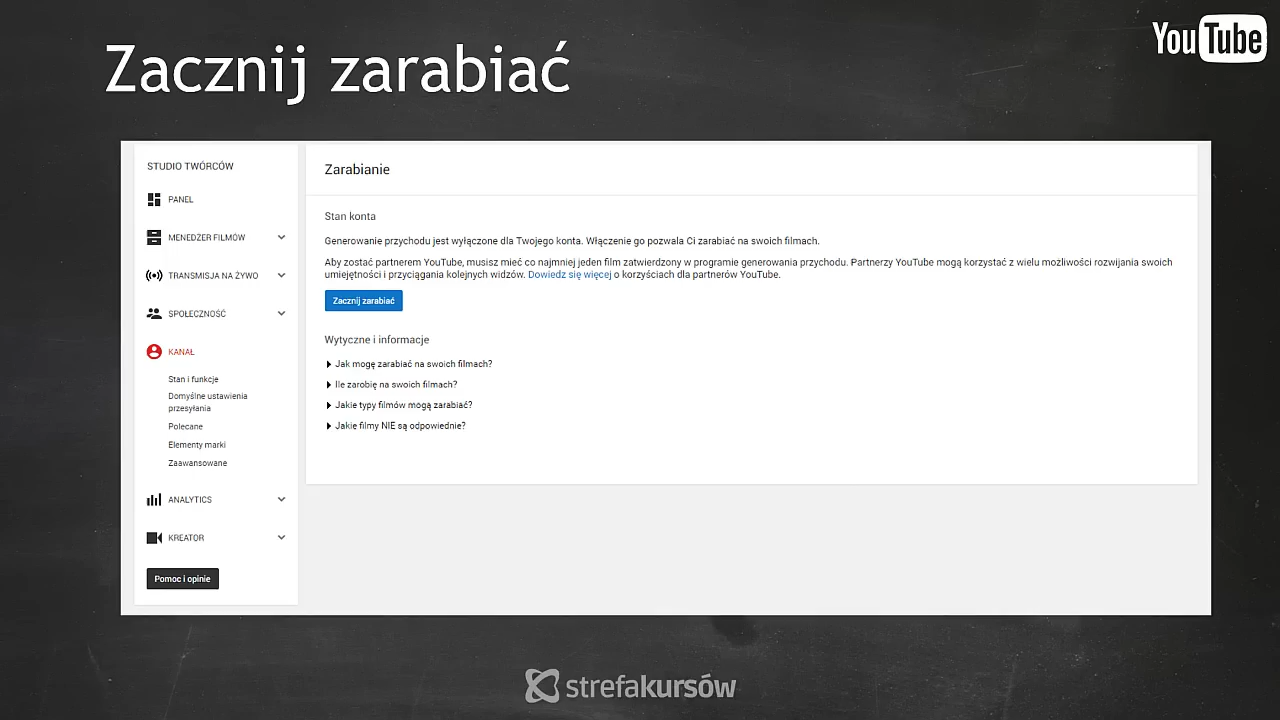 Zacznij zarabiać
YouTube
STUDIO TWÓRCÓW
PANEL
MENEDŻER FILMÓW
TRANSMISJA NA ŻYWO
SPOŁECZNOŚĆ
KANAŁ
Stan i funkcje
Domyślne ustawienia
przesyłania
Polecane
Elementy marki
Zaawansowane
ANALYTICS
KREATOR
Pomoc i opinie
Zarabianie
Stan konta
Generowanie przychodu jest wyłączone dla Twojego konta. Włączenie go pozwala Ci zarabiać na swoich filmach.
Aby zostać partnerem YouTube, musisz mieć co najmniej jeden film zatwierdzony w programie generowania przychodu. Partnerzy YouTube mogą korzystać z wielu możliwości rozwijania swoich
umiejętności i przyciągania kolejnych widzów. Dowiedz się więcej o korzyściach dla partnerów YouTube.
Zacznij zarabiać
Wytyczne i informacje
Jak mogę zarabiać na swoich filmach?
Ile zarobię na swoich filmach?
Jakie typy filmów mogą zarabiać?
Jakie filmy NIE są odpowiednie?
strefakursów